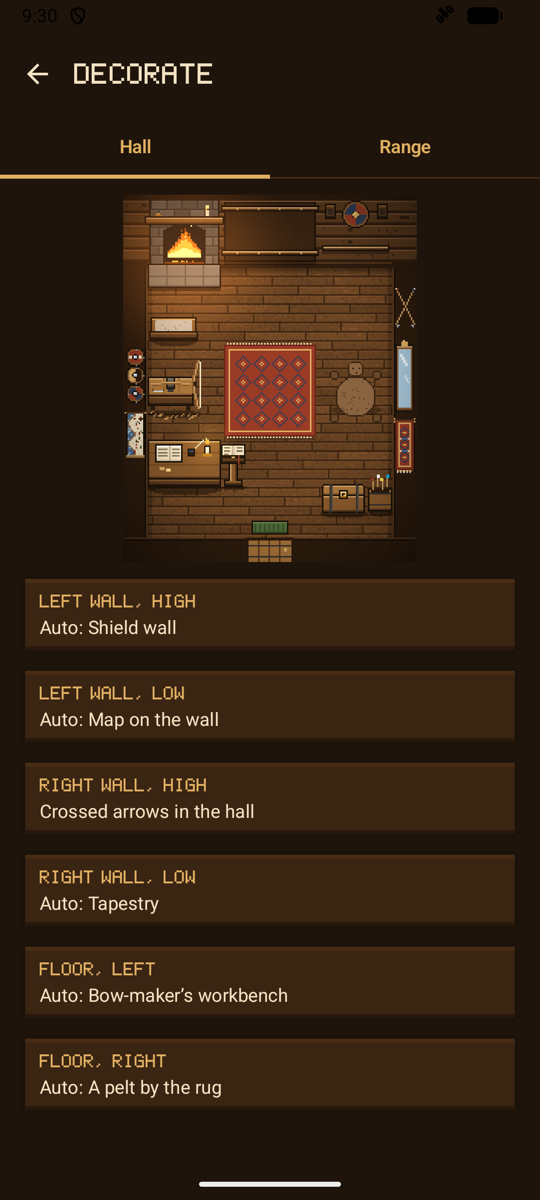 9:30
DECORATE
Hall
Range
LEFT WALL, HIGH
Auto: Shield wall
LEFT WALL, LOW
Auto: Map on the wall
RIGHT WALL, HIGH
Crossed arrows in the hall
RIGHT WALL, LOW
Auto: Tapestry
FLOOR, LEFT
Auto: Bow-maker’s workbench
FLOOR, RIGHT
Auto: A pelt by the rug